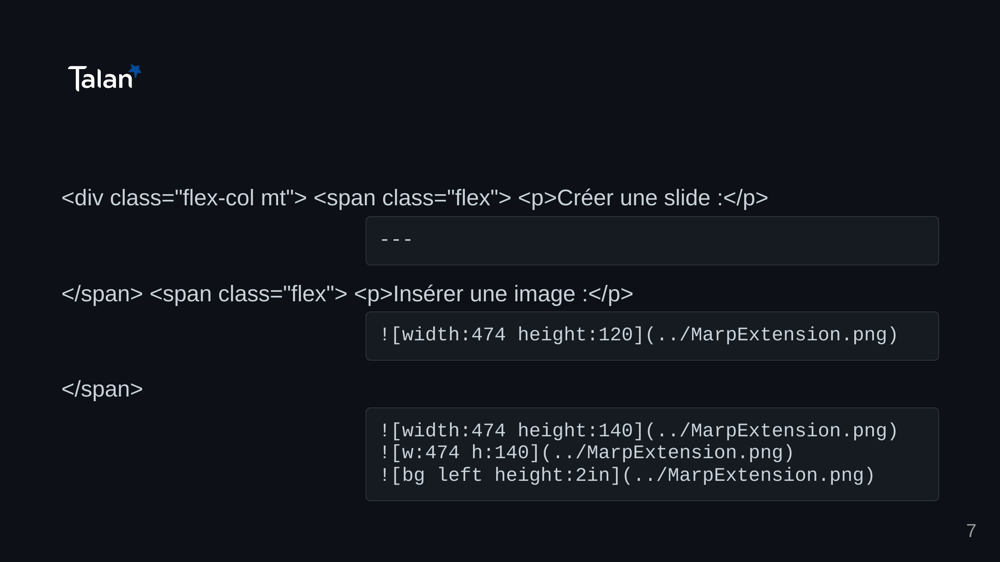 Talan
<div class="flex-col mt"> <span class="flex"> <p>Créer une slide :</p>
---
</span> <span class="flex"> <p>Insérer une image :</p>
![width:474 height:120](../MarpExtension.png)
</span>
![width:474 height:140](../MarpExtension.png)
![w:474 h:140](../MarpExtension.png)
![bg left height:2in](../MarpExtension.png)
7